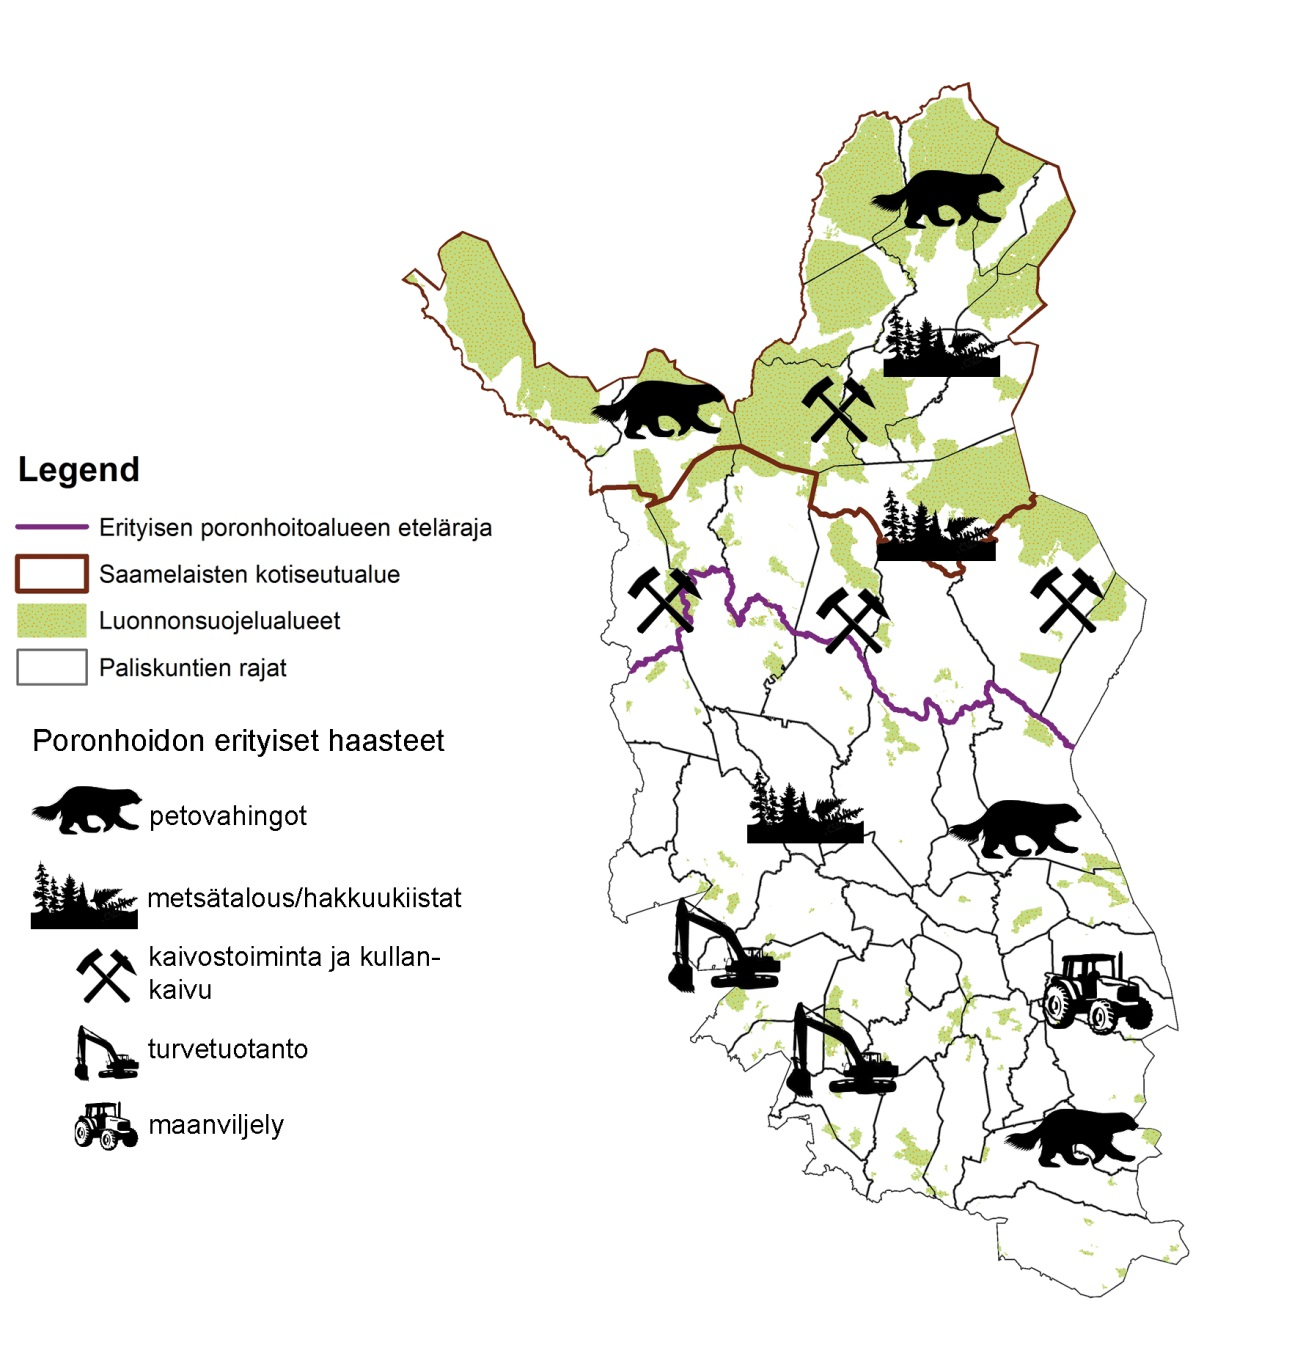 Legend
Erityisen poronhoitoalueen eteläraja
Saamelaisten kotiseutualue
Luonnonsuojelualueet
Paliskuntien rajat
Poronhoidon erityiset haasteet
petovahingot
metsätalous/hakkuukiistat
kaivostoiminta ja kullan-
kaivu
turvetuotanto
maanviljely